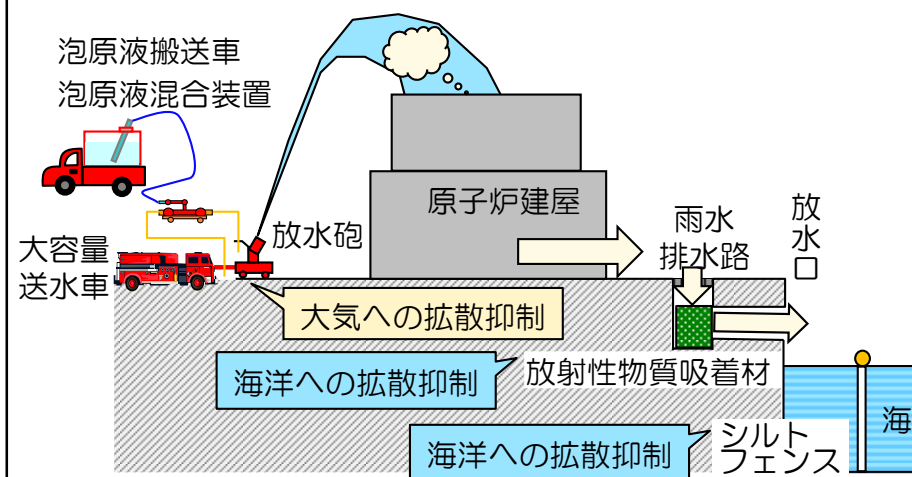 泡原液搬送車
泡原液混合装置
原子炉建屋
放水砲
大容量
送水車
雨水
排水路
放水口
大気への拡散抑制
海洋への拡散抑制
放射性物質吸着材
海
海洋への拡散抑制
シルト
フェンス